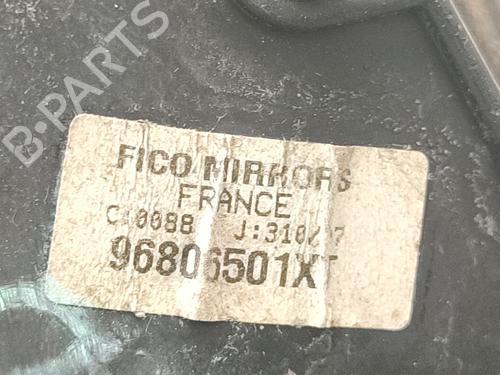 B-PARTS
FICO MIRRORS
FRANCE
C:0088
96806501XT